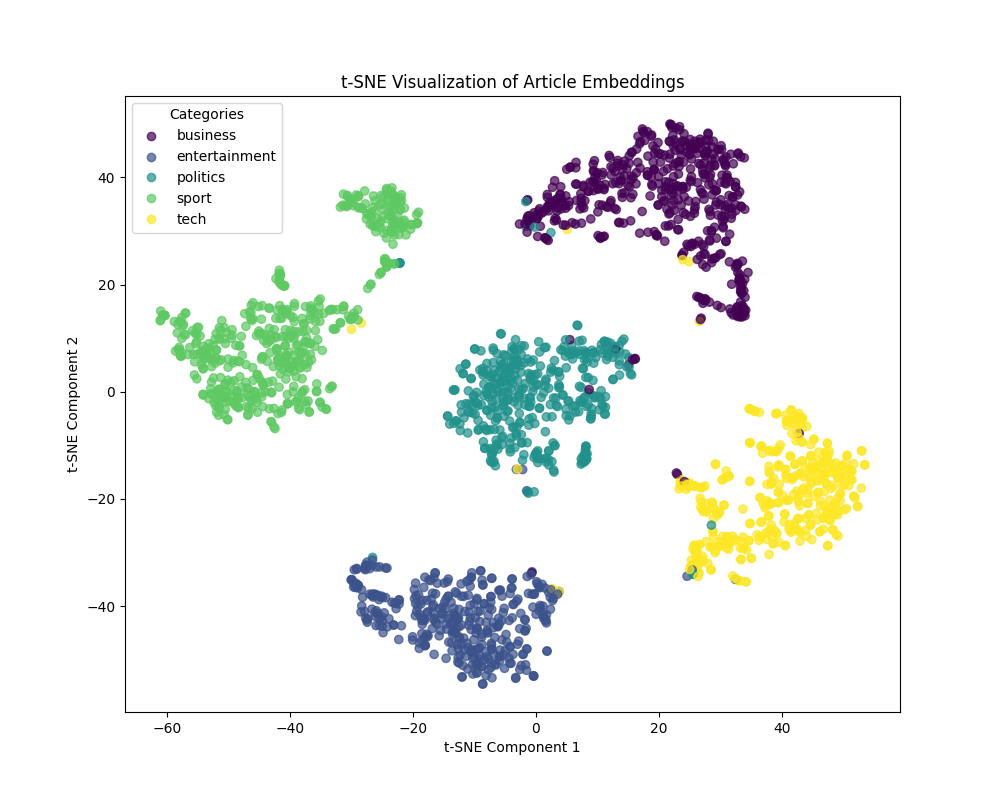 t-SNE Visualization of Article Embeddings
Categories
business
entertainment
politics
sport
tech
40
20
0
−20
−40
t-SNE Component 2
−60
−40
−20
0
20
40
t-SNE Component 1